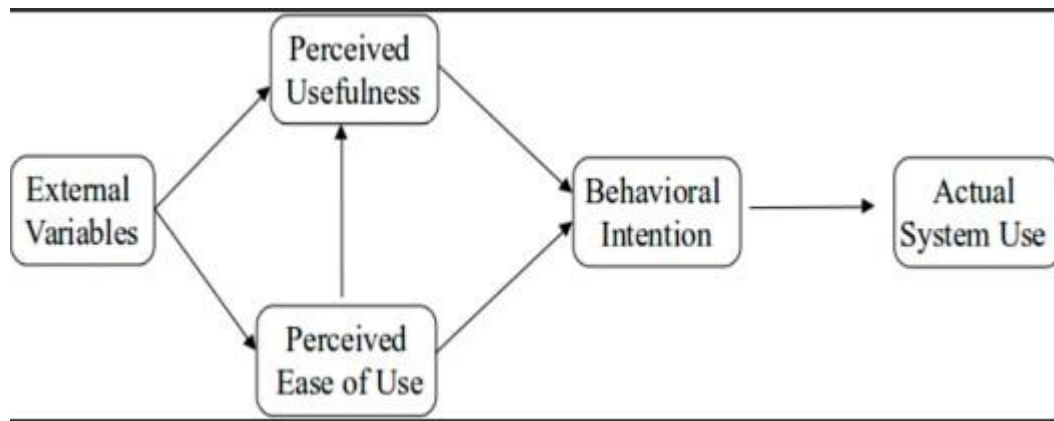 Perceived
Usefulness
External
Variables
Behavioral
Intention
Actual
System Use
Perceived
Ease of Use